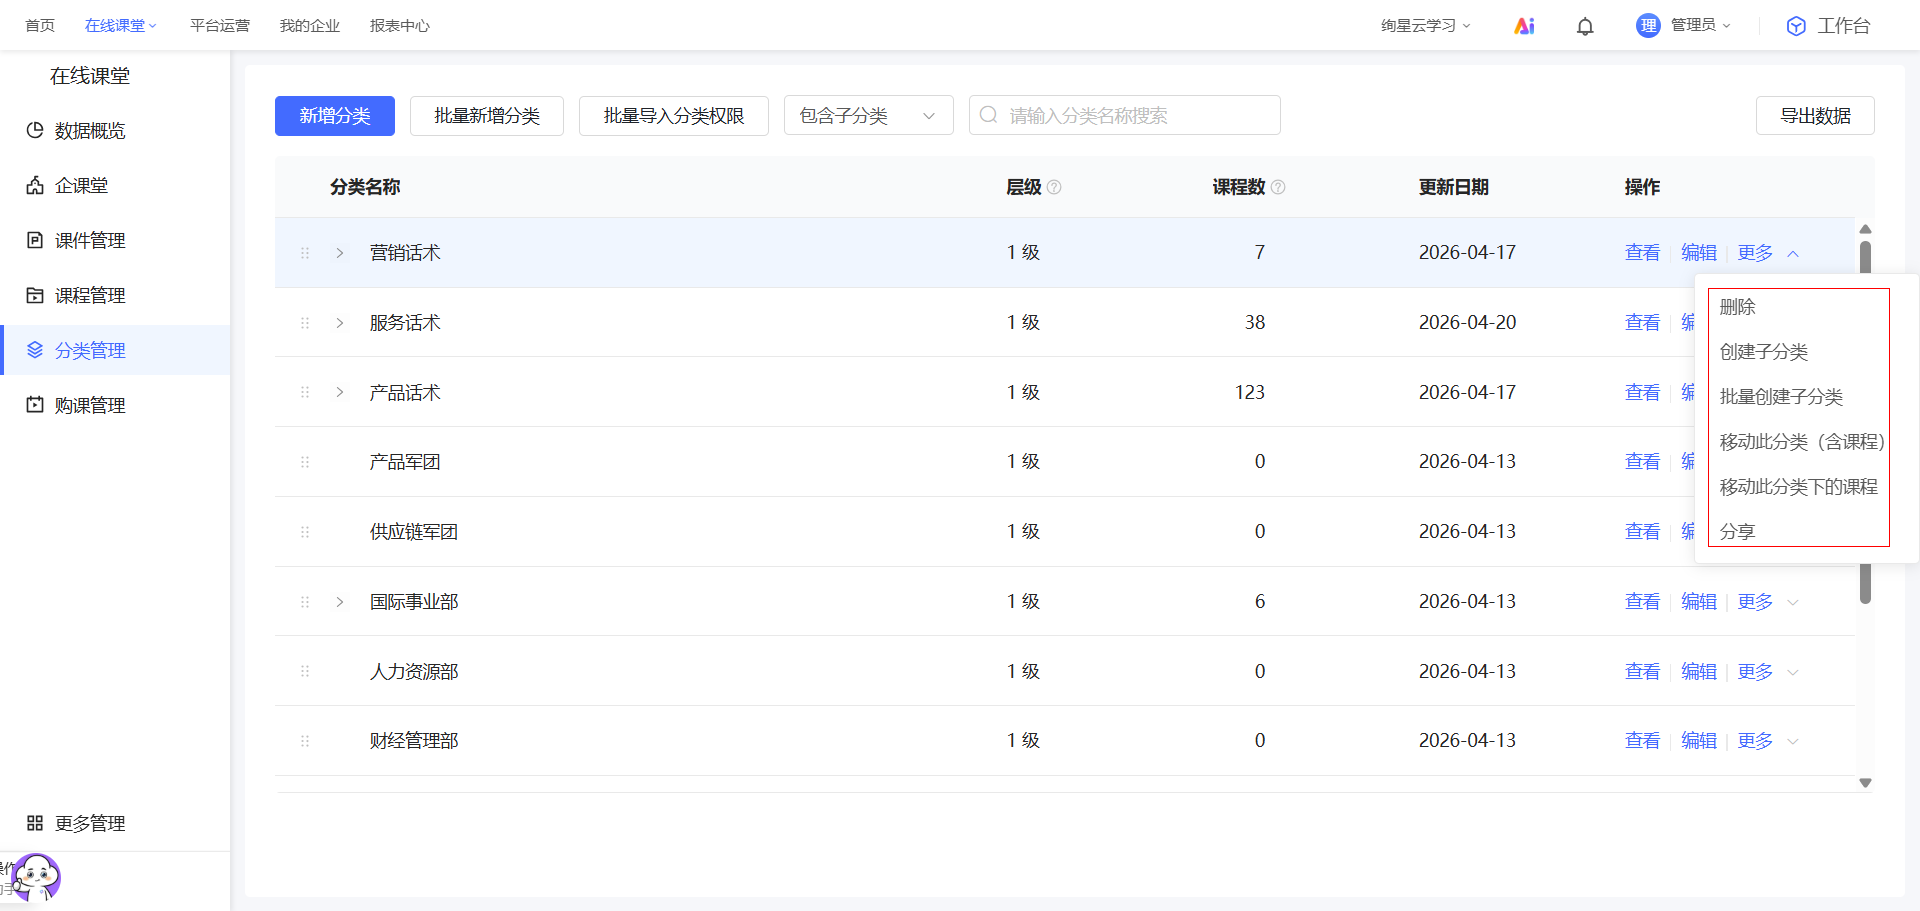 首页 在线课堂 平台运营 我的企业 报表中心 绚星云学习 Ai 理 管理员 工作台
在线课堂
数据概览
企课堂
课件管理
课程管理
分类管理
购课管理
更多管理
新增分类 批量新增分类 批量导入分类权限 包含子分类 请输入分类名称搜索 导出数据
分类名称 层级 课程数 更新日期 操作
营销话术 1 级 7 2026-04-17 查看 编辑 更多
服务话术 1 级 38 2026-04-20 查看
产品话术 1 级 123 2026-04-17 查看
产品军团 1 级 0 2026-04-13 查看
供应链军团 1 级 0 2026-04-13 查看
国际事业部 1 级 6 2026-04-13 查看 编辑 更多
人力资源部 1 级 0 2026-04-13 查看 编辑 更多
财经管理部 1 级 0 2026-04-13 查看 编辑 更多
删除
创建子分类
批量创建子分类
移动此分类（含课程）
移动此分类下的课程
分享